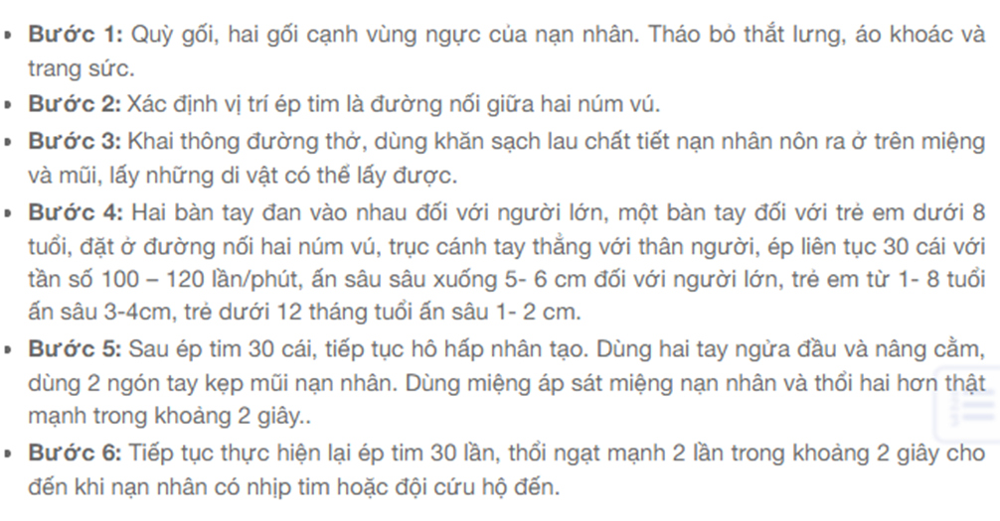 • Bước 1: Quỳ gối, hai gối cạnh vùng ngực của nạn nhân. Tháo bỏ thắt lưng, áo khoác và
trang sức.
• Bước 2: Xác định vị trí ép tim là đường nối giữa hai núm vú.
• Bước 3: Khai thông đường thở, dùng khăn sạch lau chất tiết nạn nhân nôn ra ở trên miệng
và mũi, lấy những di vật có thể lấy được.
• Bước 4: Hai bàn tay đan vào nhau đối với người lớn, một bàn tay đối với trẻ em dưới 8
tuổi, đặt ở đường nối hai núm vú, trục cánh tay thẳng với thân người, ép liên tục 30 cái với
tần số 100 – 120 lần/phút, ấn sâu sâu xuống 5- 6 cm đối với người lớn, trẻ em từ 1- 8 tuổi
ấn sâu 3-4cm, trẻ dưới 12 tháng tuổi ấn sâu 1- 2 cm.
• Bước 5: Sau ép tim 30 cái, tiếp tục hô hấp nhân tạo. Dùng hai tay ngửa đầu và nâng cằm,
dùng 2 ngón tay kẹp mũi nạn nhân. Dùng miệng áp sát miệng nạn nhân và thổi hai hơn thật
mạnh trong khoảng 2 giây..
• Bước 6: Tiếp tục thực hiện lại ép tim 30 lần, thổi ngạt mạnh 2 lần trong khoảng 2 giây cho
đến khi nạn nhân có nhịp tim hoặc đội cứu hộ đến.